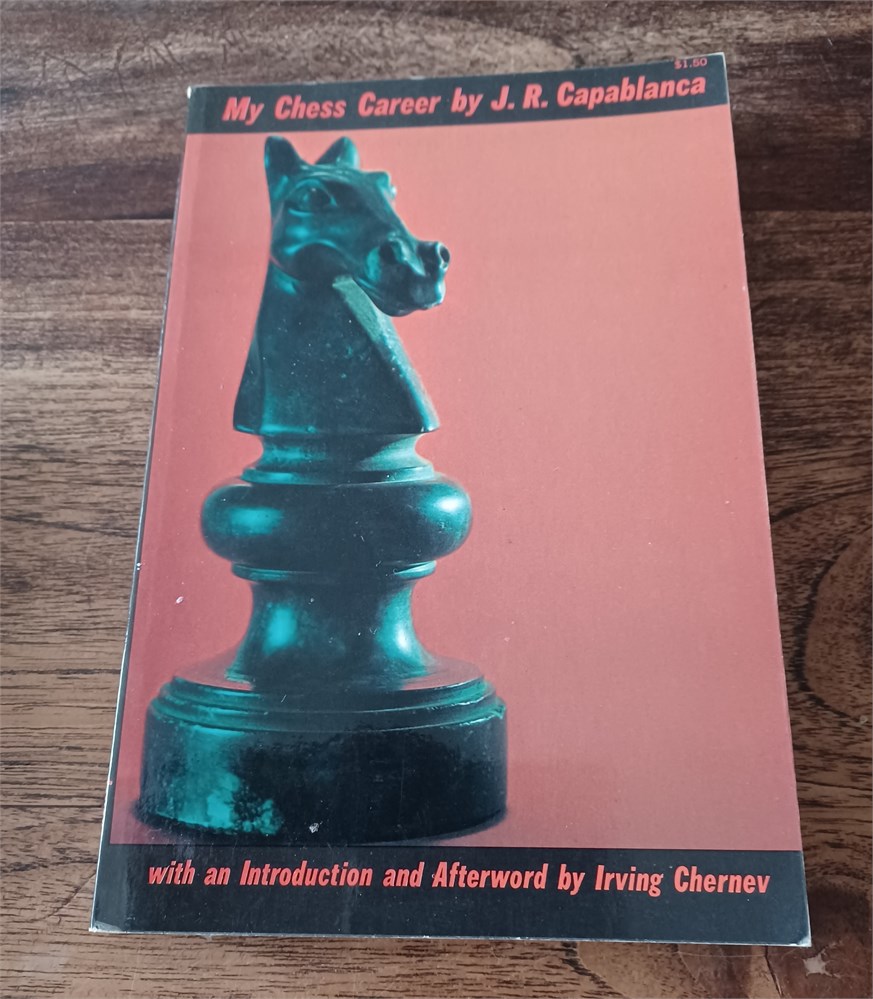 $1.50
My Chess Career by J. R. Capablanca
with an Introduction and Afterword by Irving Chernev